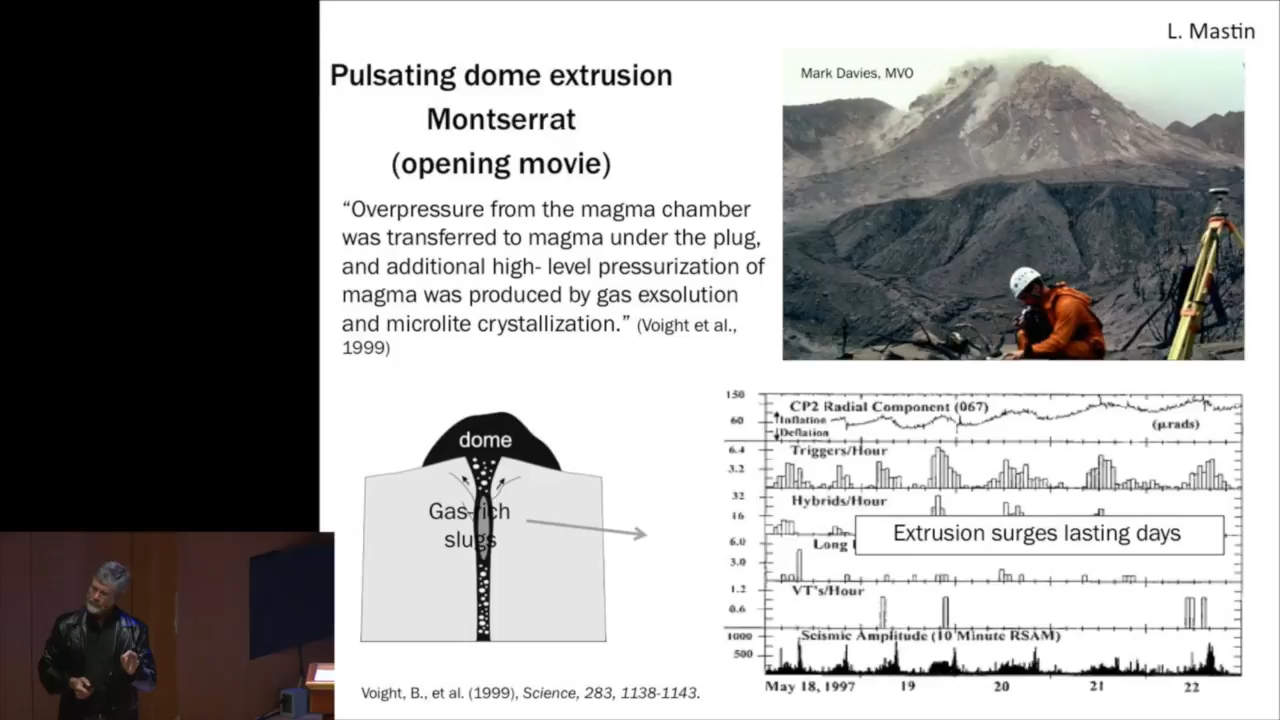 L. Mastin
Pulsating dome extrusion
Montserrat
(opening movie)
Mark Davies, MVO
“Overpressure from the magma chamber
was transferred to magma under the plug,
and additional high- level pressurization of
magma was produced by gas exsolution
and microlite crystallization.” (Voight et al.,
1999)
dome
Gas-rich
slugs
150
CP2 Radial Component (067)
60
Inflation
Deflation
(μrads)
6.4
Triggers/Hour
3.2
32
Hybrids/Hour
16
Extrusion surges lasting days
6.0
Long
3.0
1.2
VT's/Hour
0.6
1000
Seismic Amplitude (10 Minute RSAM)
500
May 18, 1997
19
20
21
22
Voight, B., et al. (1999), Science, 283, 1138-1143.